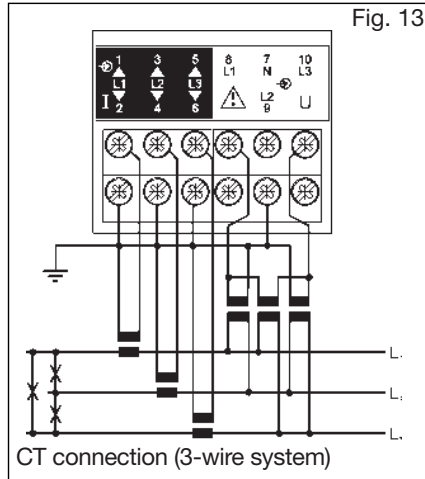 Fig. 13
1 3 5 8 7 10
L1 L2 L3 L1 N L3
I 2 4 6 L2 U
9
CT connection (3-wire system)